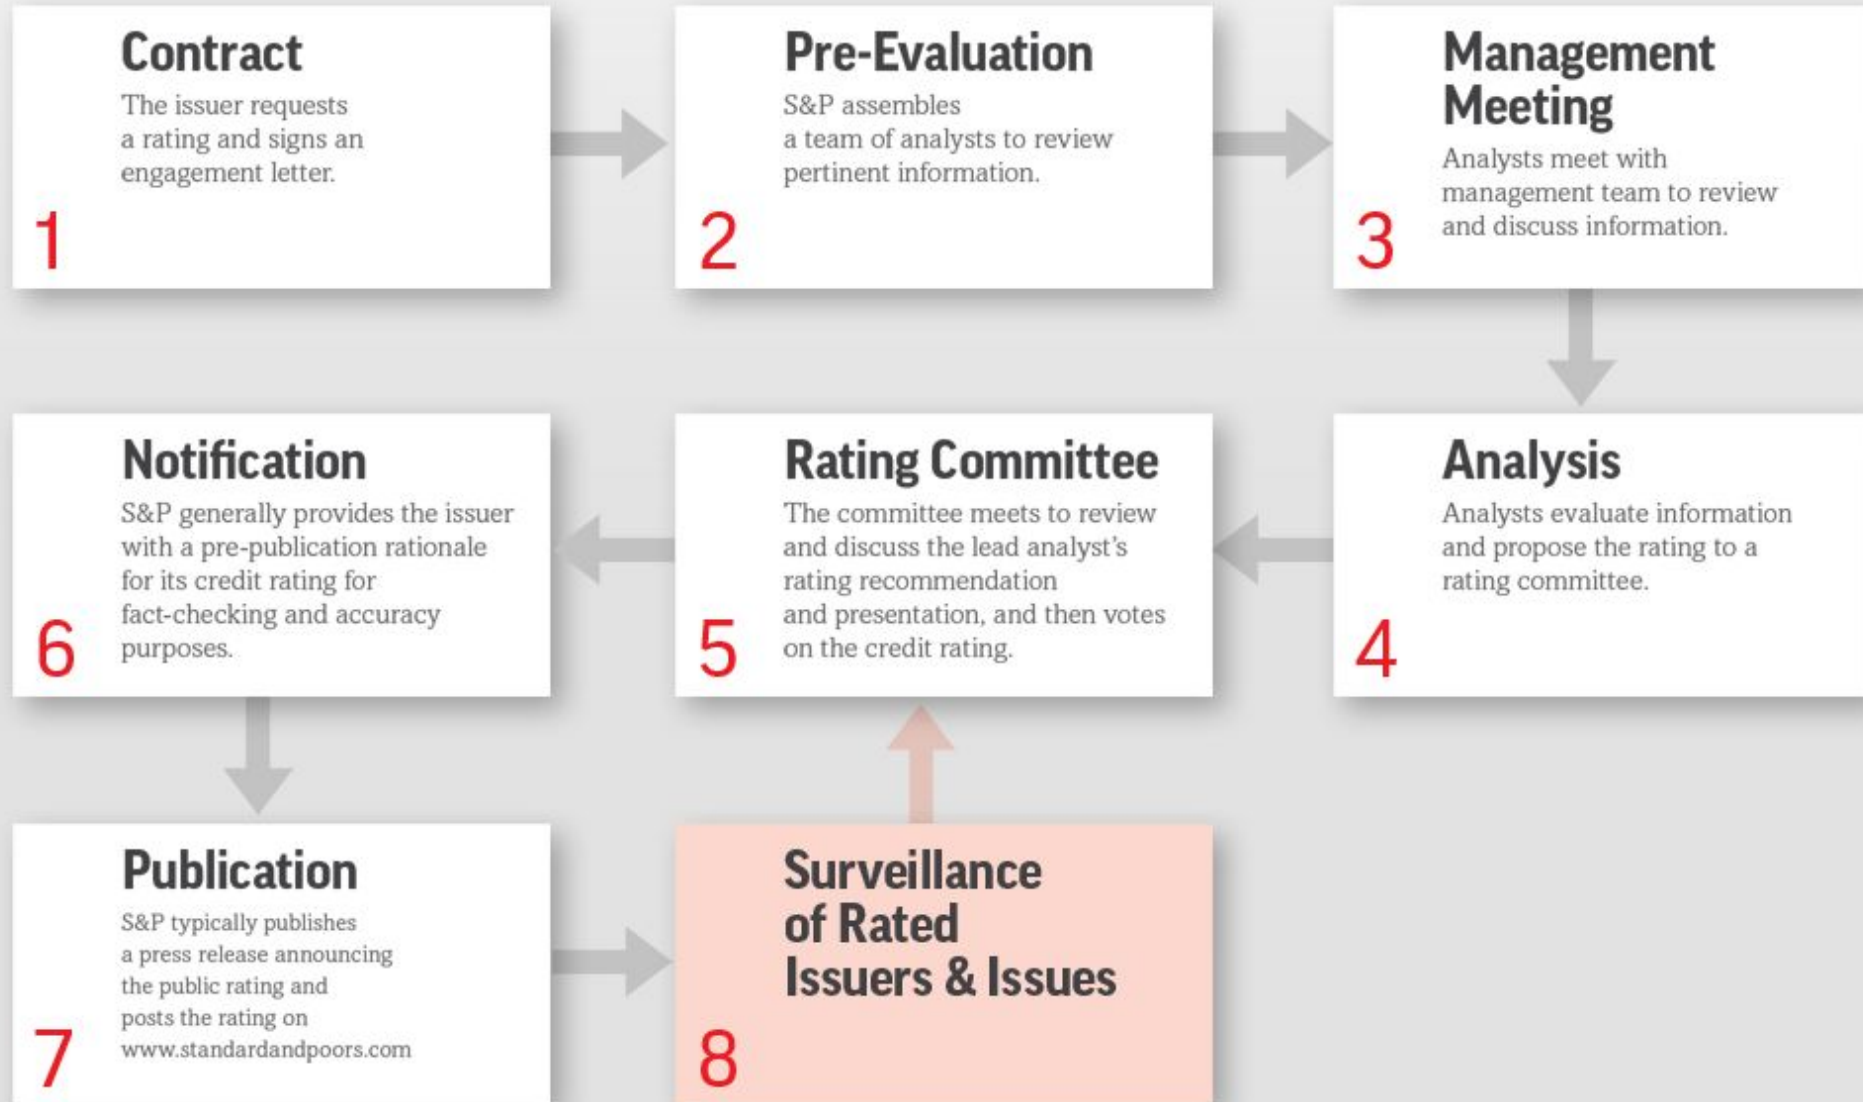 Contract
The issuer requests
a rating and signs an
engagement letter.
1
Pre-Evaluation
S&P assembles
a team of analysts to review
pertinent information.
2
Management
Meeting
Analysts meet with
management team to review
and discuss information.
3
Analysis
Analysts evaluate information
and propose the rating to a
rating committee.
4
Rating Committee
The committee meets to review
and discuss the lead analyst's
rating recommendation
and presentation, and then votes
on the credit rating.
5
Notification
S&P generally provides the issuer
with a pre-publication rationale
for its credit rating for
fact-checking and accuracy
purposes.
6
Publication
S&P typically publishes
a press release announcing
the public rating and
posts the rating on
www.standardandpoors.com
7
Surveillance
of Rated
Issuers & Issues
8